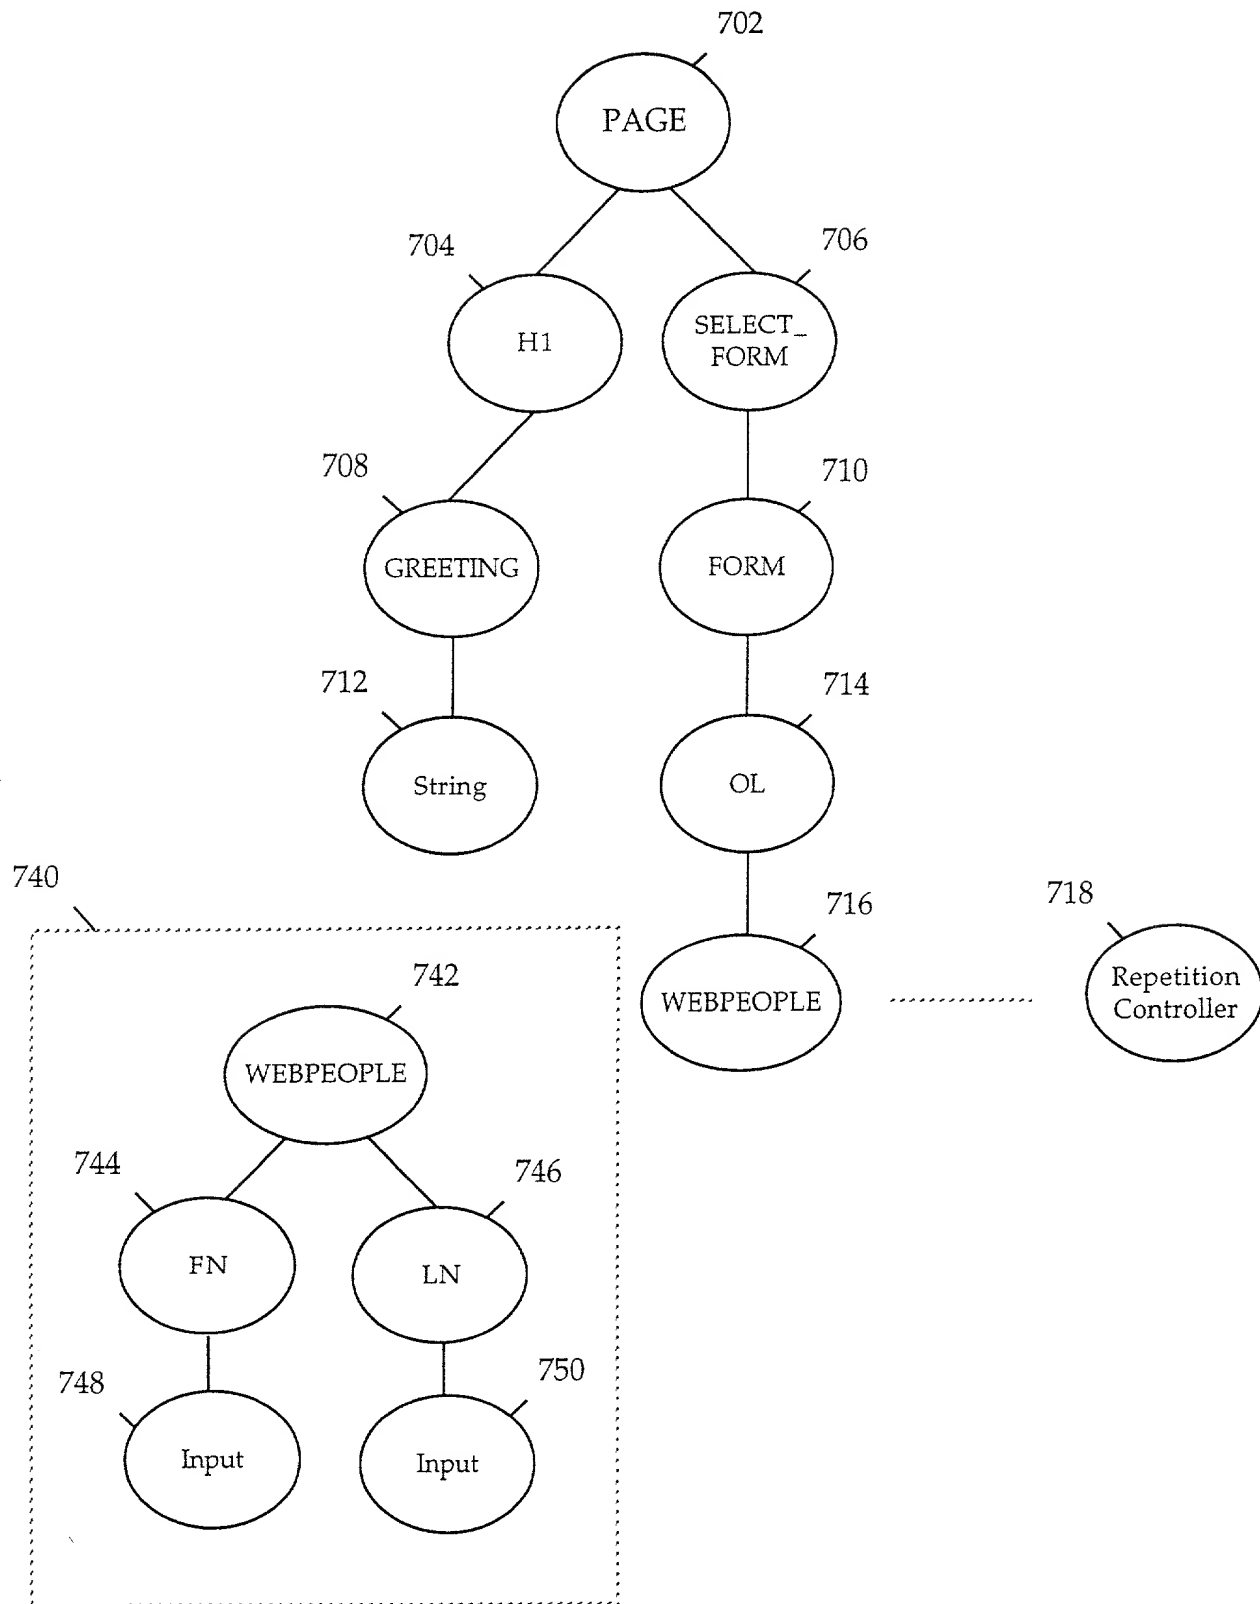 702
PAGE
704
706
H1
SELECT_
FORM
708
710
GREETING
FORM
712
714
String
OL
740
716
718
WEBPEOPLE
Repetition
Controller
742
WEBPEOPLE
744
746
FN
LN
748
750
Input
Input